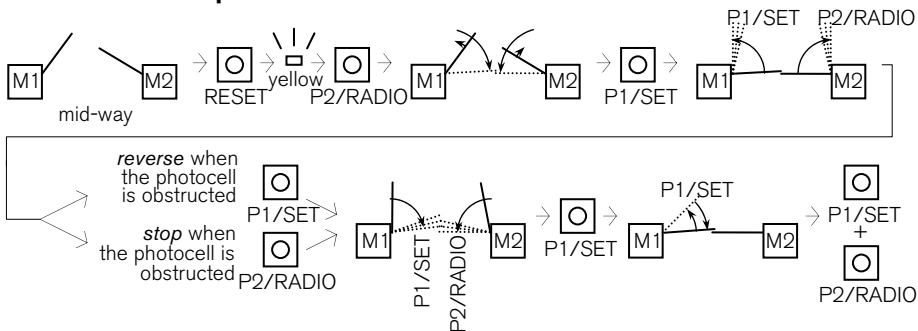 P1/SET
P2/RADIO
M1
M2
mid-way
RESET
yellow
P2/RADIO
M1
M2
P1/SET
M1
M2
reverse when
the photocell
is obstructed
P1/SET
stop when
the photocell is
obstructed
P2/RADIO
M1
M2
P1/SET
P2/RADIO
P1/SET
P1/SET
M1
M2
P1/SET
+
P2/RADIO